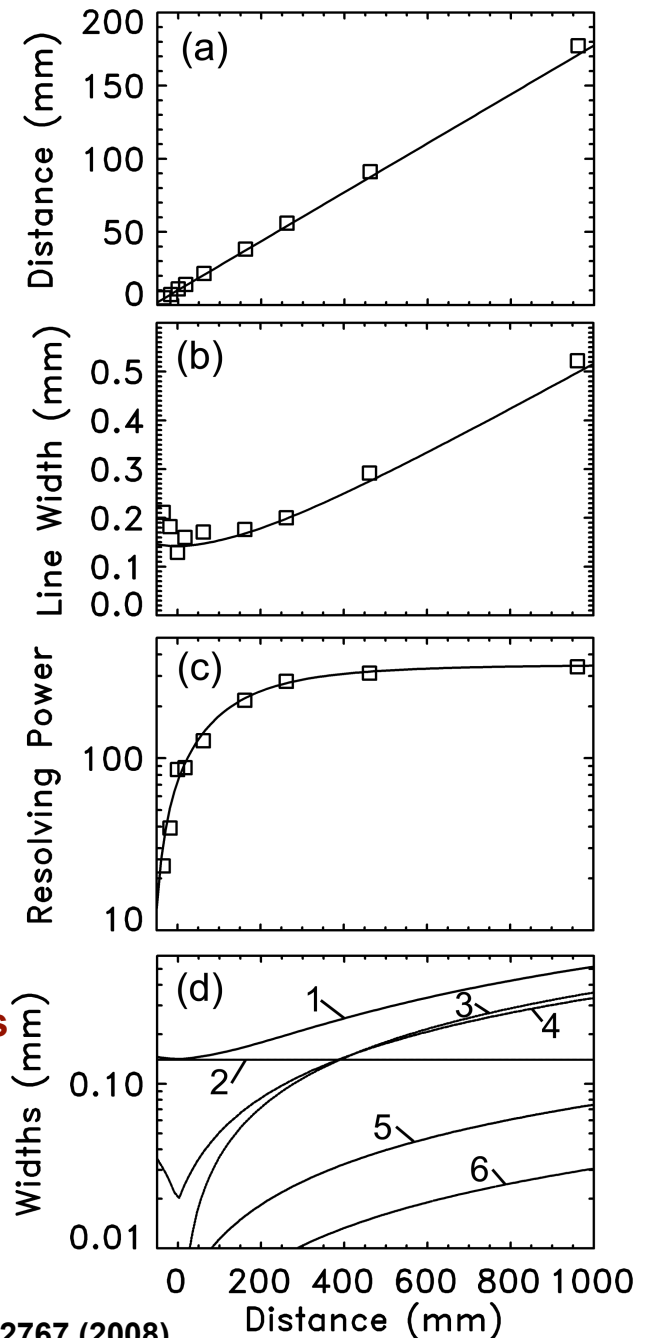 200
150
100
50
0
Distance (mm)
(a)
0.5
0.4
0.3
0.2
0.1
0.0
Line Width (mm)
(b)
100
10
Resolving Power
(c)
0.10
0.01
Widths (mm)
(d)
1
2
3
4
5
6
s
0 200 400 600 800 1000
Distance (mm)
2767 (2008)